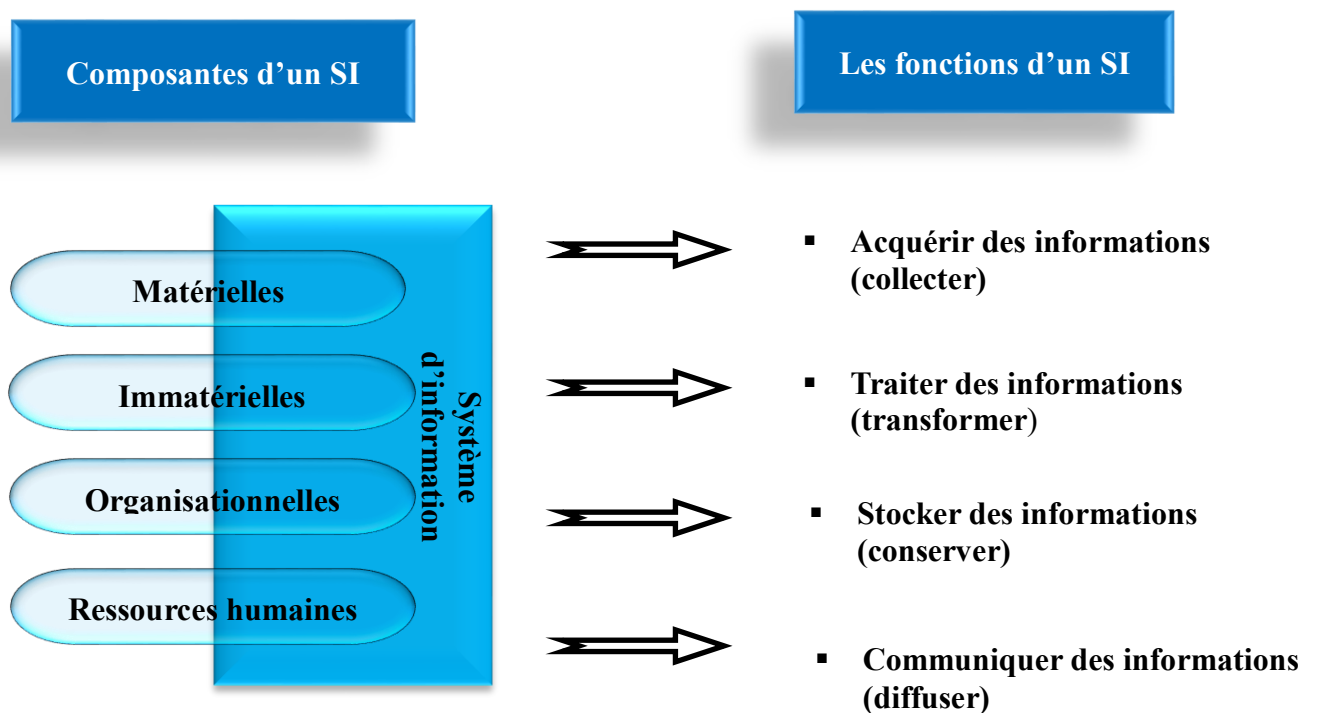 Composantes d’un SI
Les fonctions d’un SI
Matérielles
Immatérielles
Organisationnelles
Ressources humaines
Système
d’information
▪ Acquérir des informations
(collecter)
▪ Traiter des informations
(transformer)
▪ Stocker des informations
(conserver)
▪ Communiquer des informations
(diffuser)